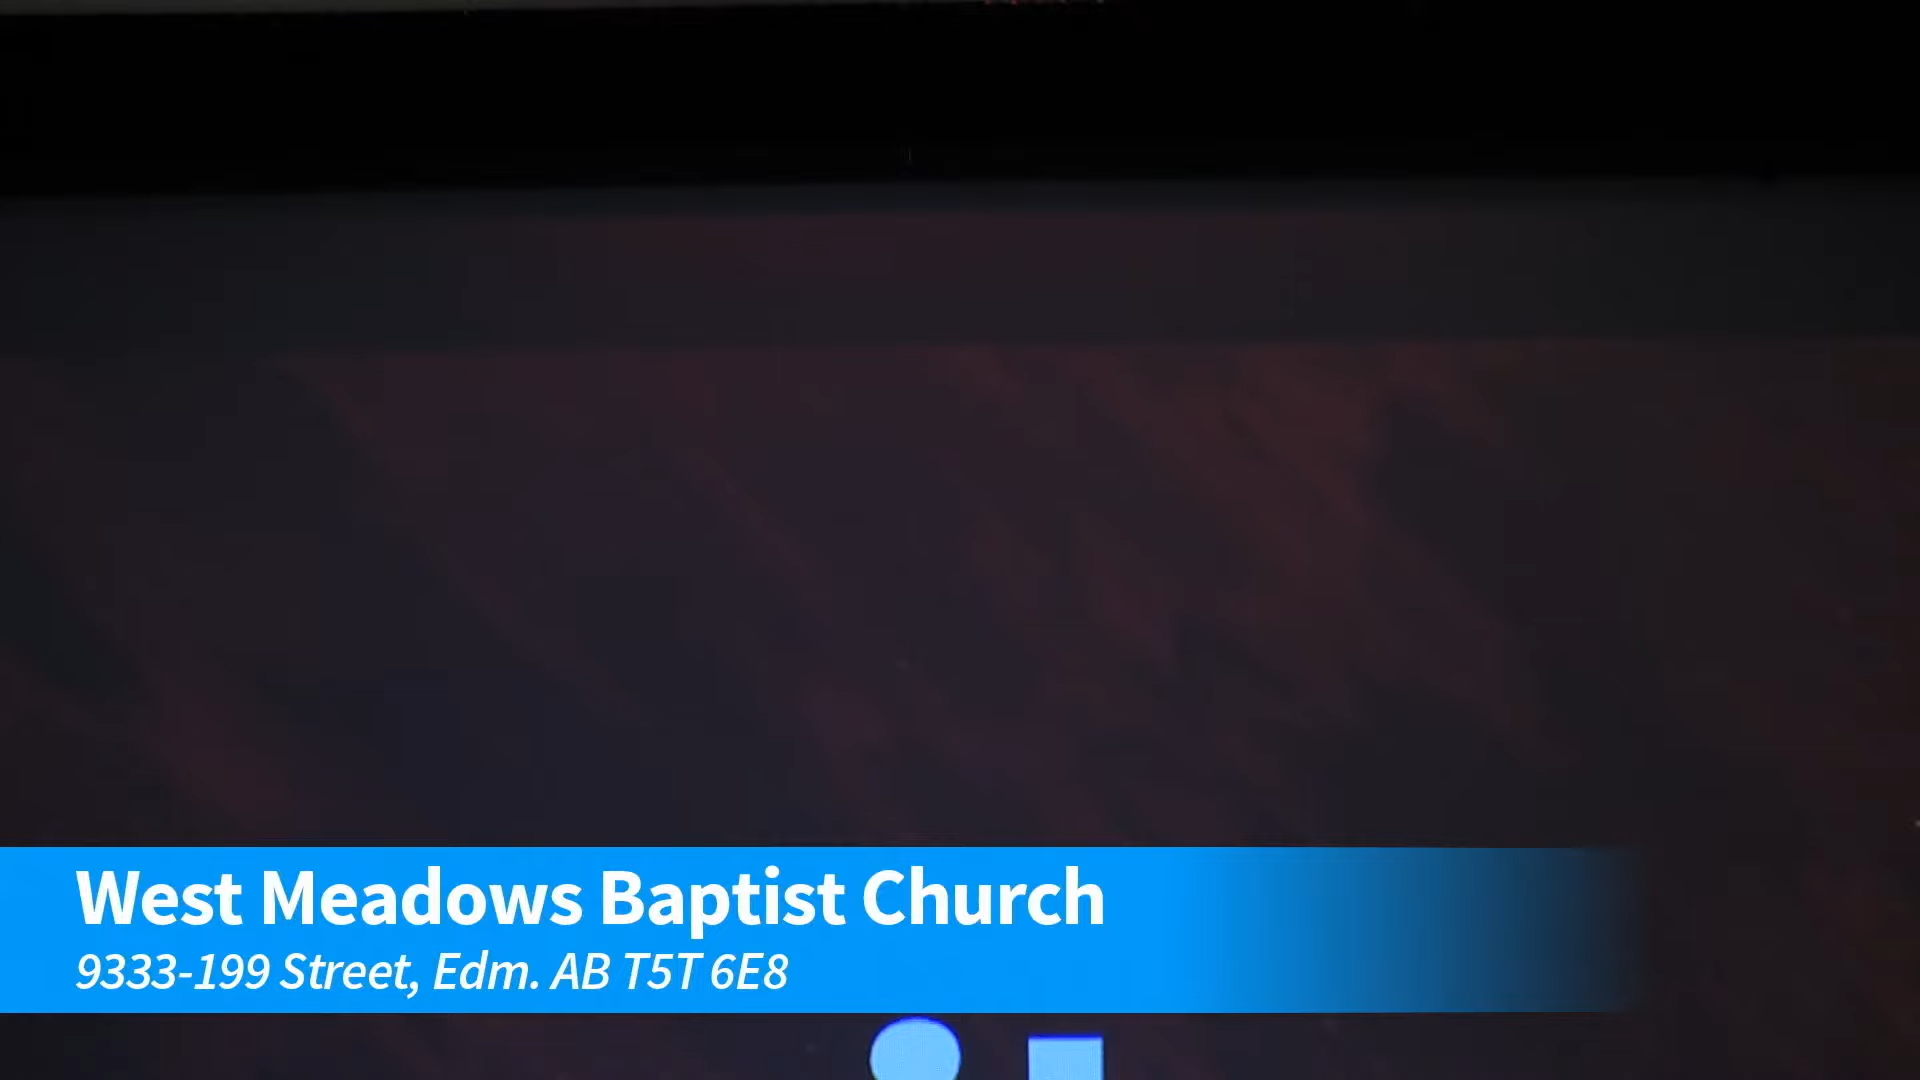 West Meadows Baptist Church
9333-199 Street, Edm. AB T5T 6E8